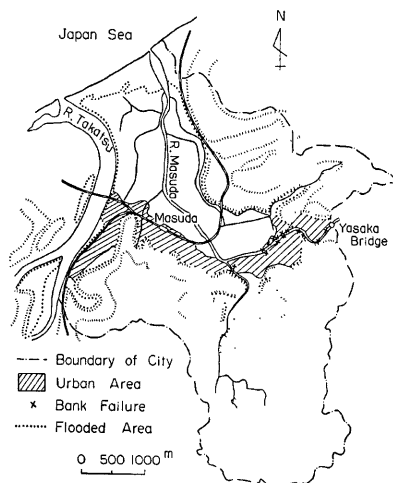 Japan Sea
N
R. Takatsu
R. Masuda
Masuda
Yasaka
Bridge
Boundary of City
Urban Area
Bank Failure
Flooded Area
0 500 1000 m